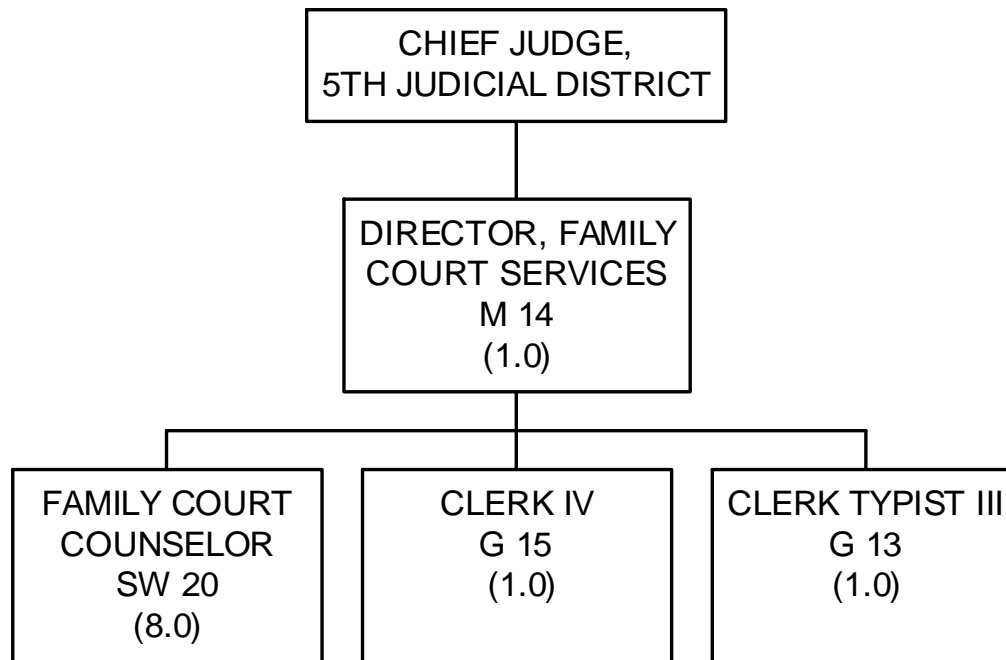 CHIEF JUDGE,
5TH JUDICIAL DISTRICT
DIRECTOR, FAMILY
COURT SERVICES
M 14
(1.0)
FAMILY COURT
COUNSELOR
SW 20
(8.0)
CLERK IV
G 15
(1.0)
CLERK TYPIST III
G 13
(1.0)